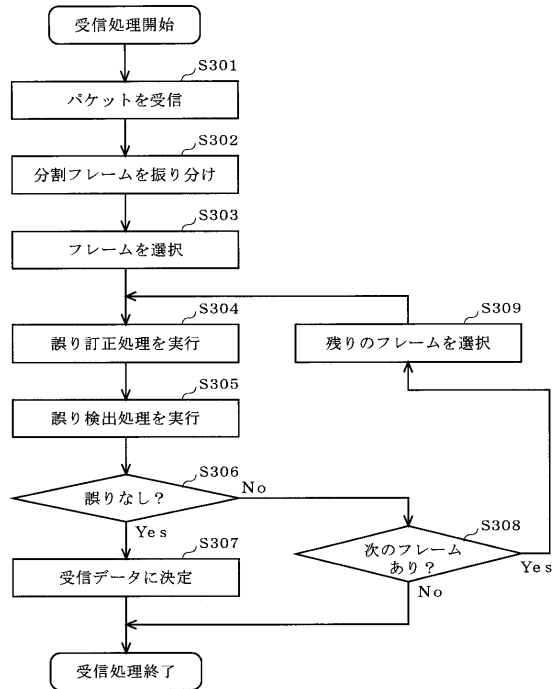 受信処理開始
S301
パケットを受信
S302
分割フレームを振り分け
S303
フレームを選択
S304
誤り訂正処理を実行
S309
残りのフレームを選択
S305
誤り検出処理を実行
S306
誤りなし?
No
Yes
S308
次のフレーム
あり?
Yes
No
S307
受信データに決定
受信処理終了